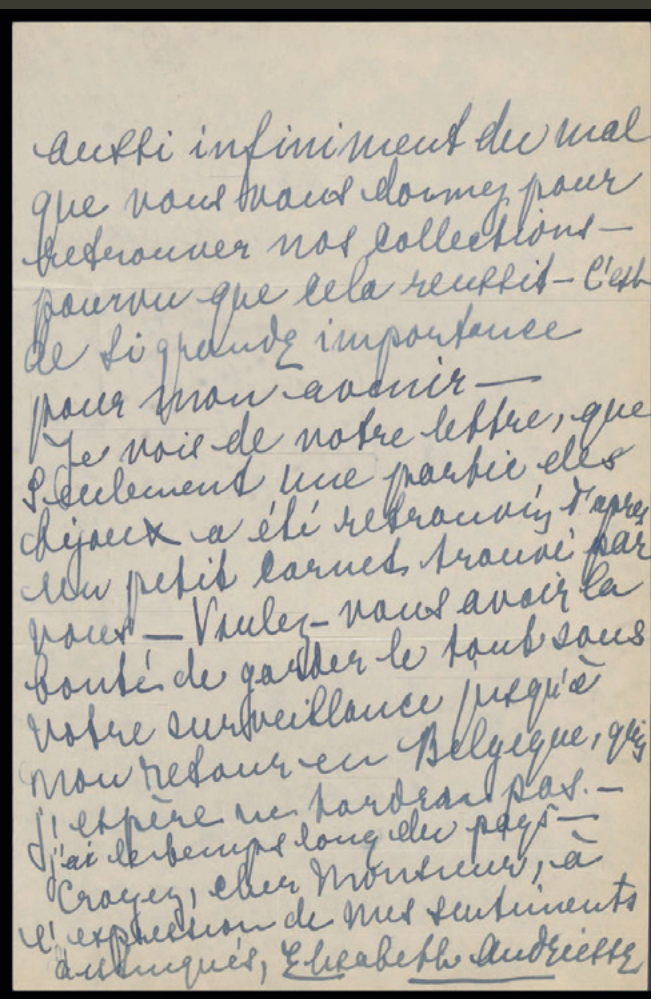 aussi infiniment du mal
que vous vous donnez pour
retrouver nos collections —
pourvu que cela reussit — C'est
de si grande importance
pour mon avenir —
Je vois de votre lettre, que
seulement une partie des
bijoux a été retrouvée, d'apres
un petit carnet trouvé par
vous — Voulez-vous avoir la
bonté de garder le tout sous
votre surveillance jusqu'à
mon retour en Belgique, qui
j'espère ne tardera pas. —
j'ai le temps long du pays —
Croyez, cher Monsieur, à
l'expression de mes sentiments
distingués, Elisabeth Andriesse